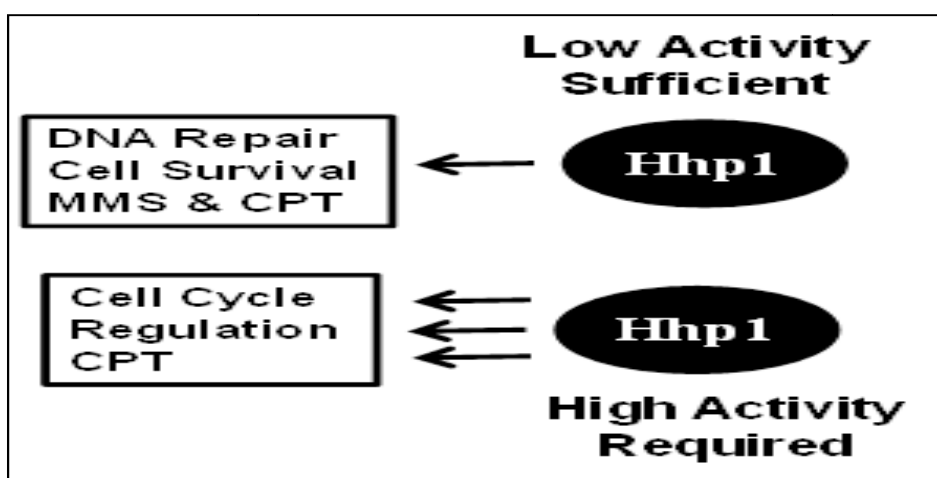 Low Activity
Sufficient
DNA Repair
Cell Survival
MMS & CPT
Hhp1
Cell Cycle
Regulation
CPT
Hhp1
High Activity
Required